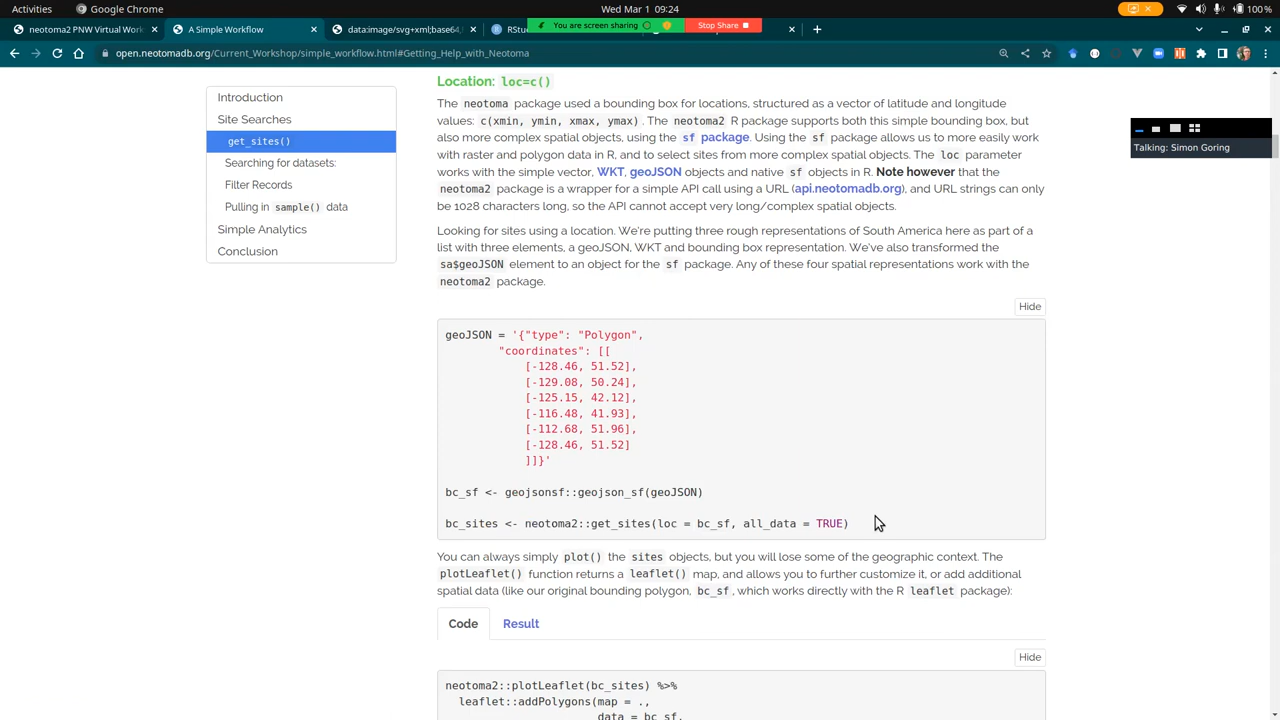 Activities
Google Chrome
Wed Mar 1 09:24
100 %
neotoma2 PNW Virtual Work
A Simple Workflow
data:image/svg+xml;base64,
You are screen sharing
Stop Share
RStu
open.neotomadb.org/Current_Workshop/simple_workflow.html#Getting_Help_with_Neotoma
Talking: Simon Goring
Introduction
Site Searches
get_sites()
Searching for datasets:
Filter Records
Pulling in sample() data
Simple Analytics
Conclusion
Location: loc=c()
The neotoma package used a bounding box for locations, structured as a vector of latitude and longitude
values: c(xmin, ymin, xmax, ymax). The neotoma2 R package supports both this simple bounding box, but
also more complex spatial objects, using the sf package. Using the sf package allows us to more easily work
with raster and polygon data in R, and to select sites from more complex spatial objects. The loc parameter
works with the simple vector, WKT, geoJSON objects and native sf objects in R. Note however that the
neotoma2 package is a wrapper for a simple API call using a URL (api.neotomadb.org), and URL strings can only
be 1028 characters long, so the API cannot accept very long/complex spatial objects.
Looking for sites using a location. We're putting three rough representations of South America here as part of a
list with three elements, a geoJSON, WKT and bounding box representation. We've also transformed the
sa$geoJSON element to an object for the sf package. Any of these four spatial representations work with the
neotoma2 package.
Hide
geoJSON = '{"type": "Polygon",
"coordinates": [[
[-128.46, 51.52],
[-129.08, 50.24],
[-125.15, 42.12],
[-116.48, 41.93],
[-112.68, 51.96],
[-128.46, 51.52]
]]}'
bc_sf <- geojsonsf::geojson_sf(geoJSON)
bc_sites <- neotoma2::get_sites(loc = bc_sf, all_data = TRUE)
You can always simply plot() the sites objects, but you will lose some of the geographic context. The
plotLeaflet() function returns a leaflet() map, and allows you to further customize it, or add additional
spatial data (like our original bounding polygon, bc_sf, which works directly with the R leaflet package):
Code
Result
Hide
neotoma2::plotLeaflet(bc_sites) %>%
leaflet::addPolygons(map = .,
data = bc_sf,